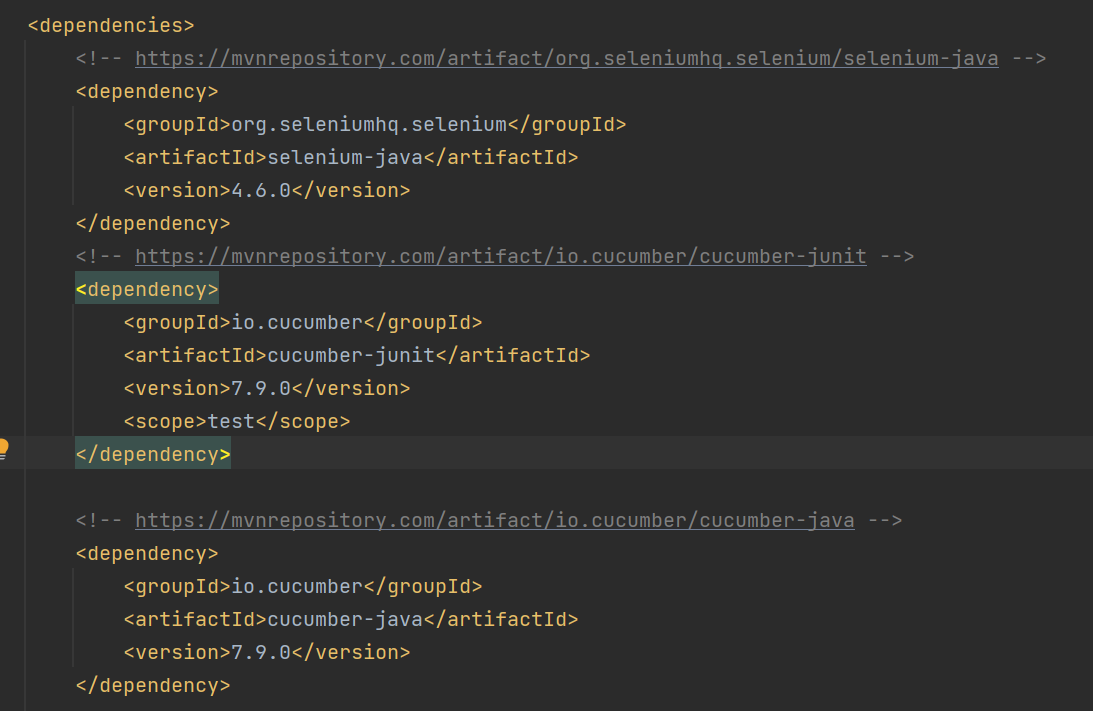 <dependencies>
<!-- https://mvnrepository.com/artifact/org.seleniumhq.selenium/selenium-java -->
<dependency>
<groupId>org.seleniumhq.selenium</groupId>
<artifactId>selenium-java</artifactId>
<version>4.6.0</version>
</dependency>
<!-- https://mvnrepository.com/artifact/io.cucumber/cucumber-junit -->
<dependency>
<groupId>io.cucumber</groupId>
<artifactId>cucumber-junit</artifactId>
<version>7.9.0</version>
<scope>test</scope>
</dependency>
<!-- https://mvnrepository.com/artifact/io.cucumber/cucumber-java -->
<dependency>
<groupId>io.cucumber</groupId>
<artifactId>cucumber-java</artifactId>
<version>7.9.0</version>
</dependency>